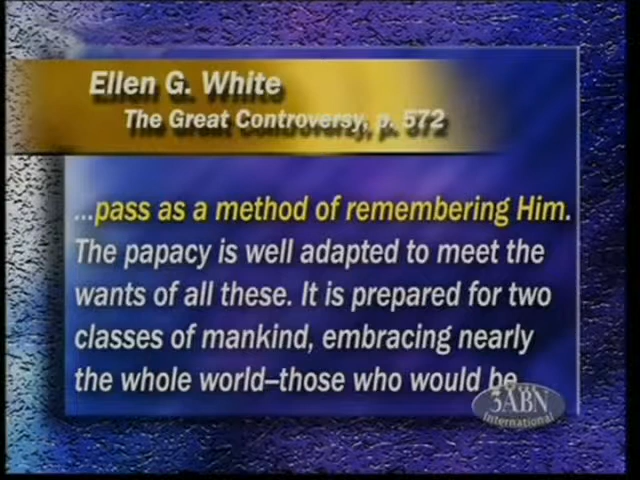 Ellen G. White
The Great Controversy, p. 572
...pass as a method of remembering Him.
The papacy is well adapted to meet the
wants of all these. It is prepared for two
classes of mankind, embracing nearly
the whole world–those who would be
3ABN
International